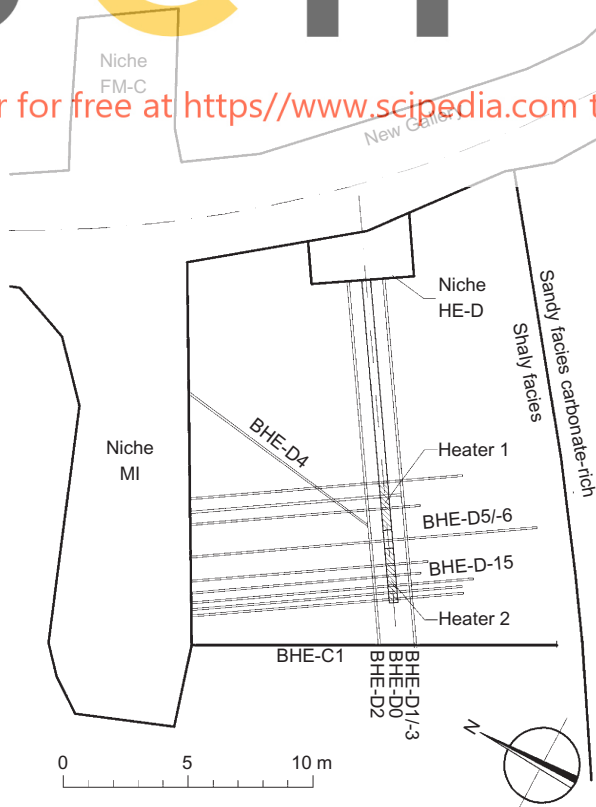 Niche
FM-C
r for free at https//www.scipedia.com t
New Gallery
Niche
HE-D
Sandy facies carbonate-rich
Shaly facies
BHE-D4
Niche
MI
Heater 1
BHE-D5/-6
BHE-D-15
Heater 2
BHE-C1
BHE-D2
BHE-D0
BHE-D1/-3
N
0 5 10 m